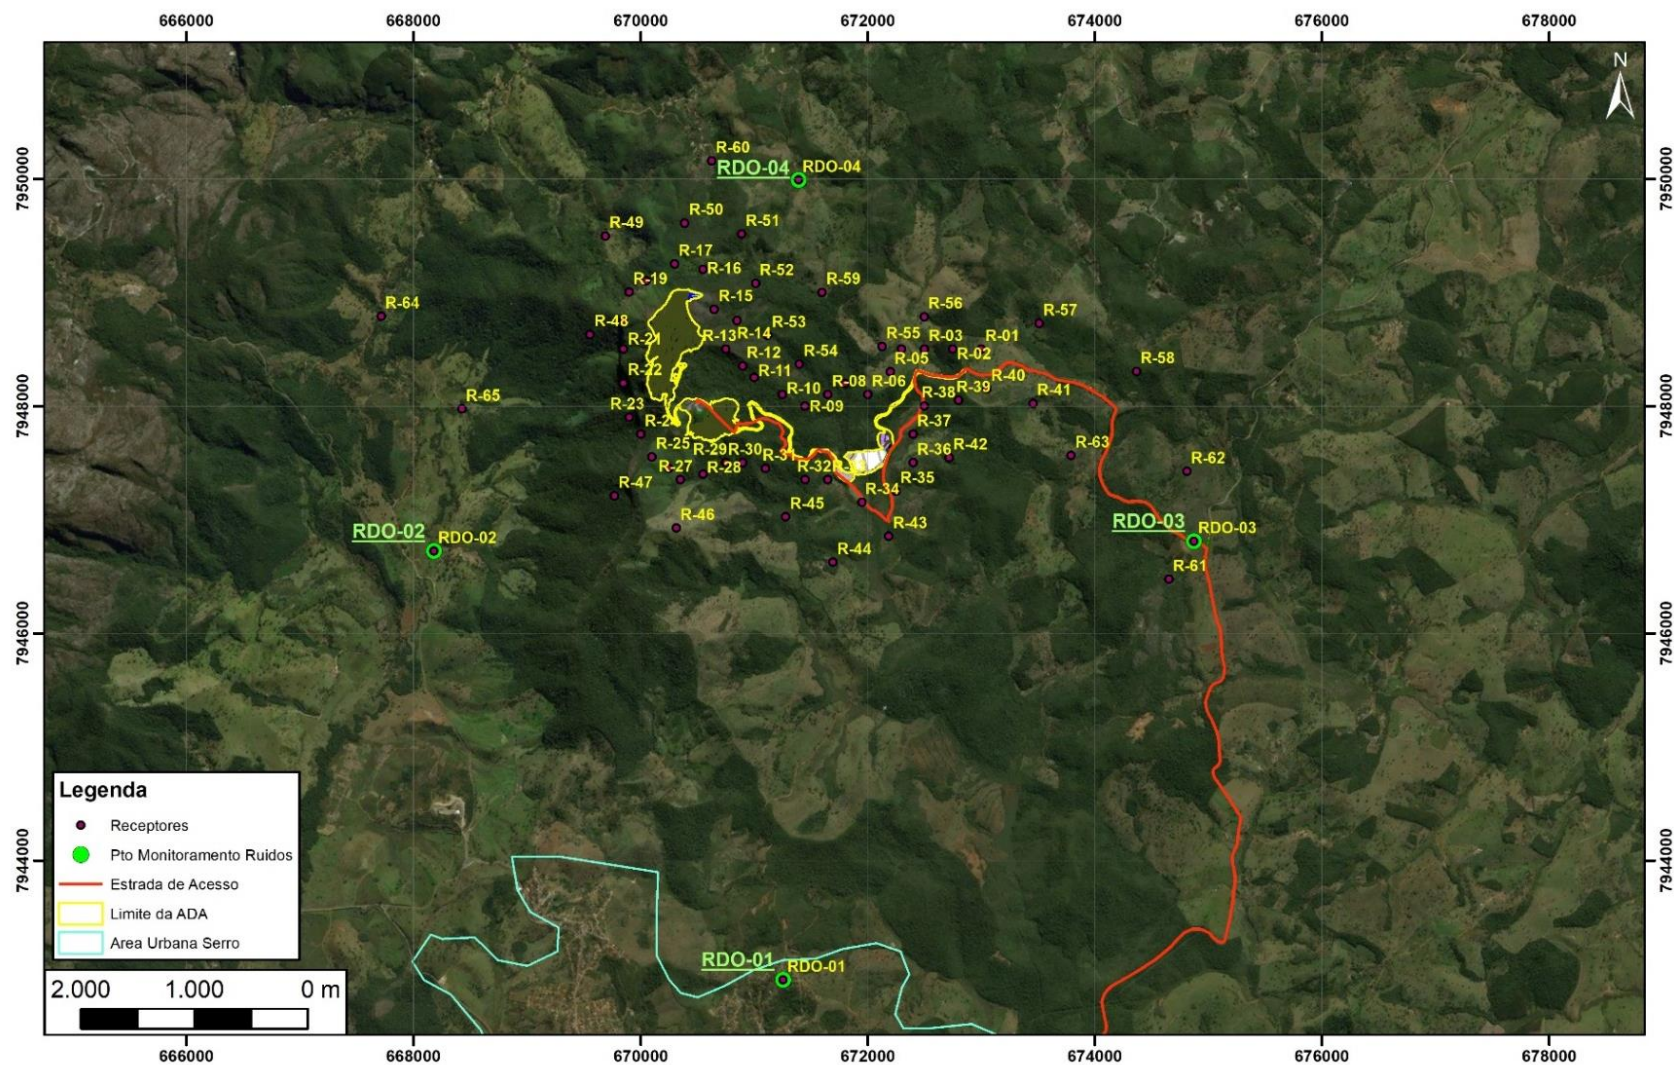 666000
668000
670000
672000
674000
676000
678000
N
7950000
7948000
7946000
7944000
7950000
7948000
7946000
7944000
R-60
RDO-04
RDO-04
R-50
R-49
R-51
R-17
R-16
R-52
R-19
R-59
R-15
R-64
R-56
R-57
R-48
R-53
R-21
R-13
R-14
R-55
R-03
R-01
R-12
R-54
R-05
R-02
R-58
R-22
R-11
R-08
R-06
R-40
R-10
R-38
R-39
R-41
R-65
R-23
R-09
R-37
R-25
R-29
R-30
R-36
R-42
R-63
R-27
R-28
R-32
R-35
R-62
R-47
R-34
R-45
R-46
R-43
RDO-02
RDO-02
RDO-03
RDO-03
R-44
R-61
RDO-01
RDO-01
Legenda
Receptores
Pto Monitoramento Ruidos
Estrada de Acesso
Limite da ADA
Area Urbana Serro
2.000
1.000
0 m
666000
668000
670000
672000
674000
676000
678000